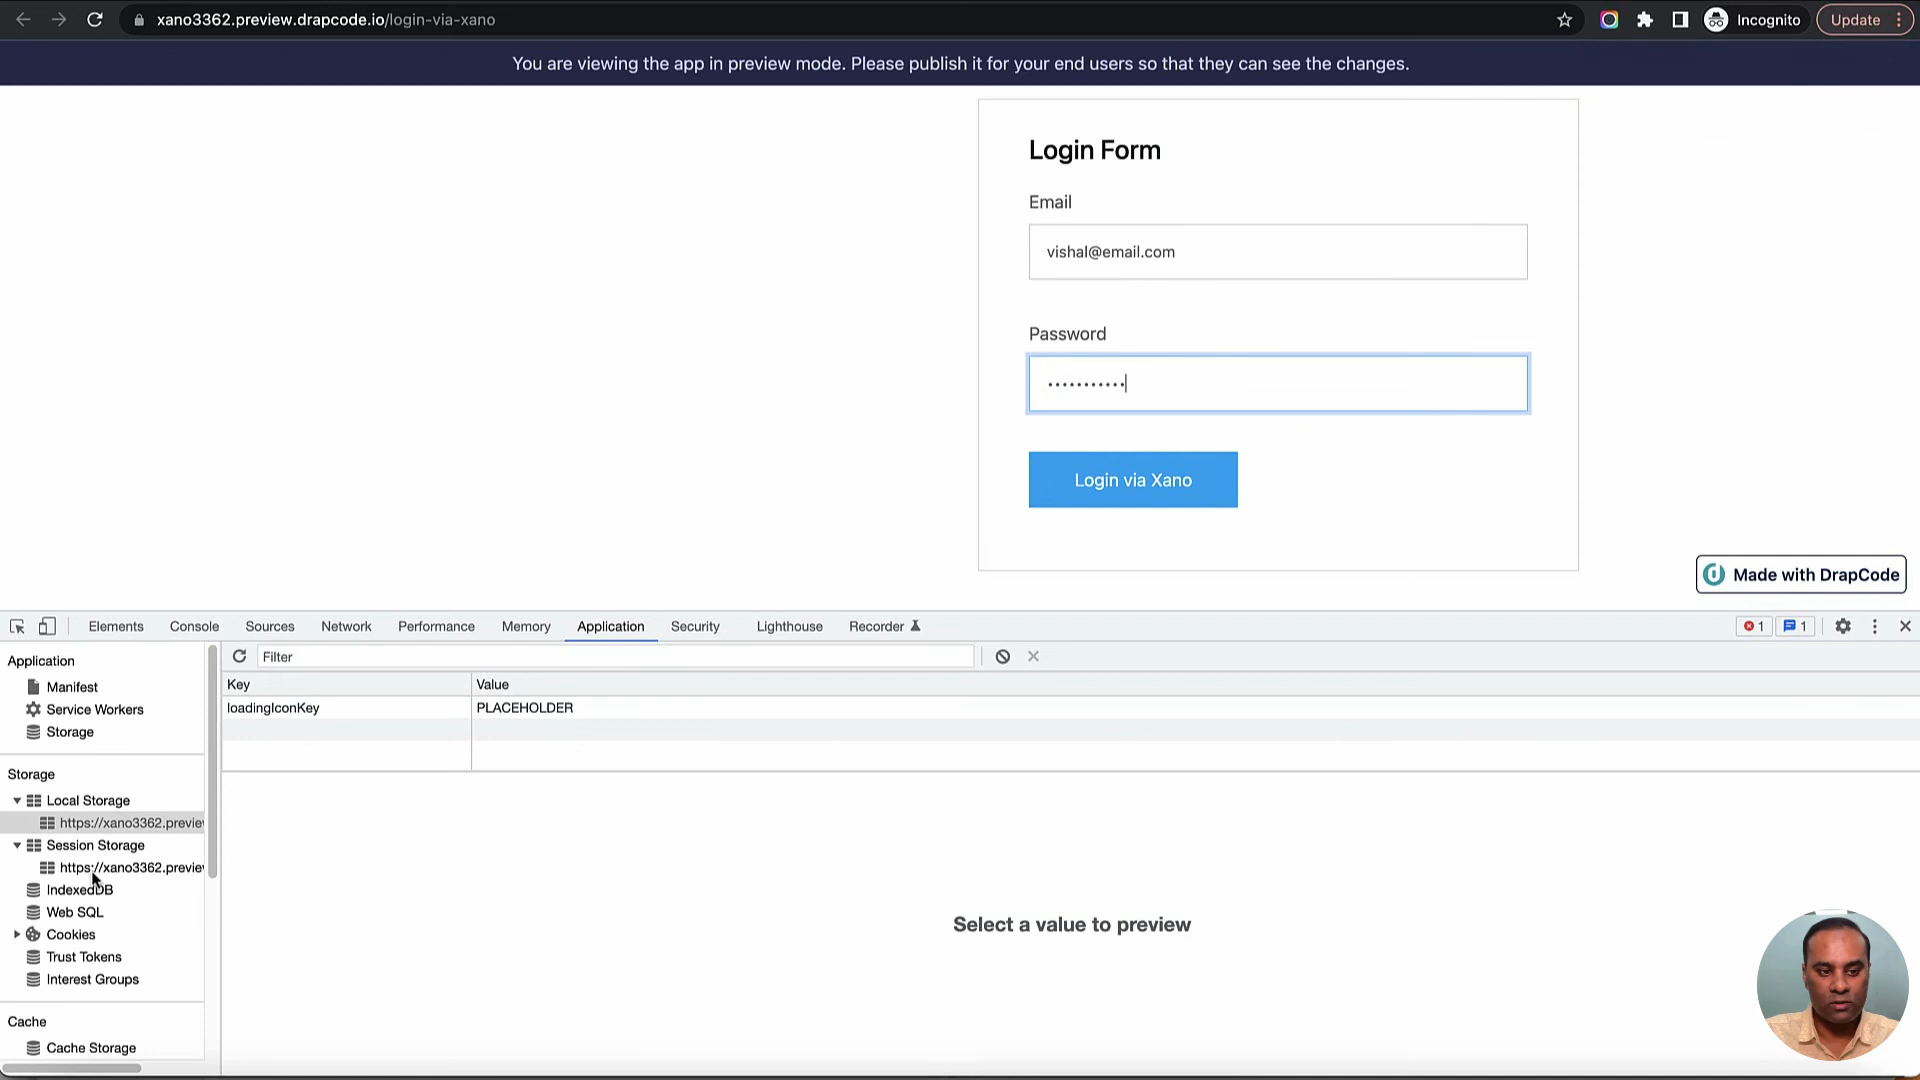 xano3362.preview.drapcode.io/login-via-xano
Incognito
Update
You are viewing the app in preview mode. Please publish it for your end users so that they can see the changes.
Login Form
Email
vishal@email.com
Password
Login via Xano
Made with DrapCode
Elements Console Sources Network Performance Memory Application Security Lighthouse Recorder 1 1
Application
Filter
Key Value
Manifest
loadingIconKey PLACEHOLDER
Service Workers
Storage
Storage
Local Storage
https://xano3362.previe
Session Storage
https://xano3362.previe
IndexedDB
Web SQL
Cookies
Trust Tokens
Interest Groups
Select a value to preview
Cache
Cache Storage